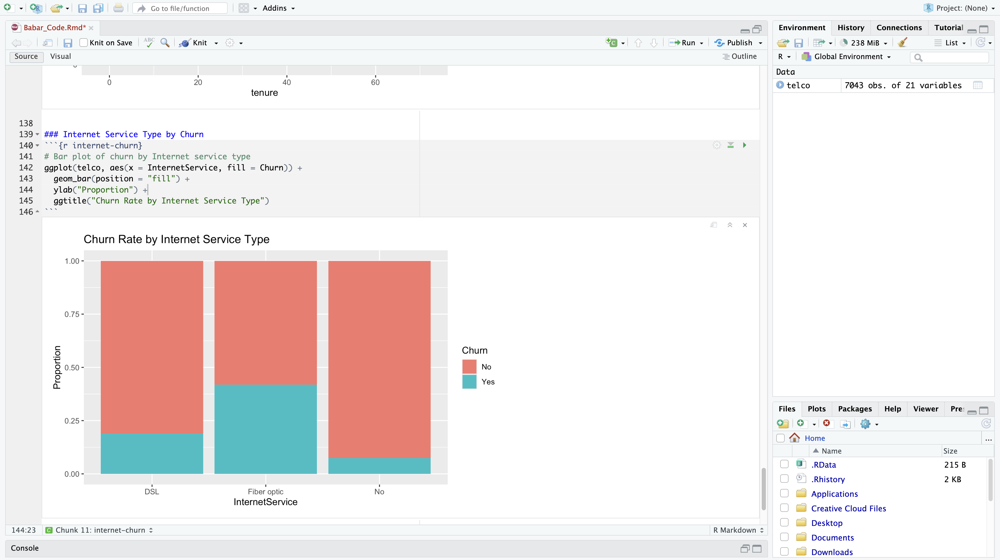 Go to file/function
Addins
Project: (None)
Babar_Code.Rmd*
Knit on Save
ABC
Knit
Run
Publish
Source
Visual
Outline
0
20
40
60
tenure
138
139 ### Internet Service Type by Churn
140 ```{r internet-churn}
141 # Bar plot of churn by Internet service type
142 ggplot(telco, aes(x = InternetService, fill = Churn)) +
143 geom_bar(position = "fill") +
144 ylab("Proportion") +
145 ggtitle("Churn Rate by Internet Service Type")
146 ```
Churn Rate by Internet Service Type
1.00
0.75
0.50
0.25
0.00
Proportion
DSL
Fiber optic
No
InternetService
Churn
No
Yes
144:23
C Chunk 11: internet-churn
R Markdown
Console
Environment
History
Connections
Tutorial
238 MiB
List
R
Global Environment
Data
telco
7043 obs. of 21 variables
Files
Plots
Packages
Help
Viewer
Home
...
Name
Size
.RData 215 B
.Rhistory 2 KB
Applications
Creative Cloud Files
Desktop
Documents
Downloads